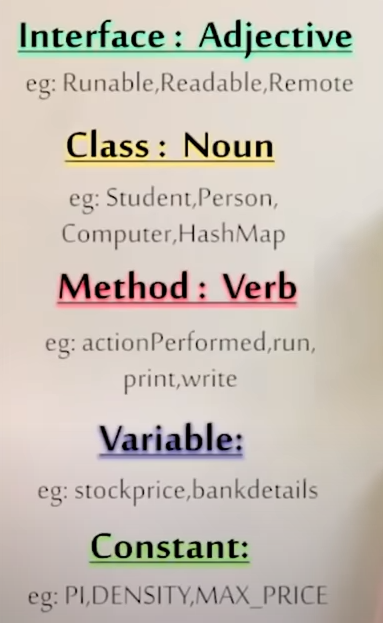 Interface : Adjective
eg: Runable,Readable,Remote
Class : Noun
eg: Student,Person,
Computer,HashMap
Method : Verb
eg: actionPerformed,run,
print,write
Variable:
eg: stockprice,bankdetails
Constant:
eg: PI,DENSITY,MAX_PRICE